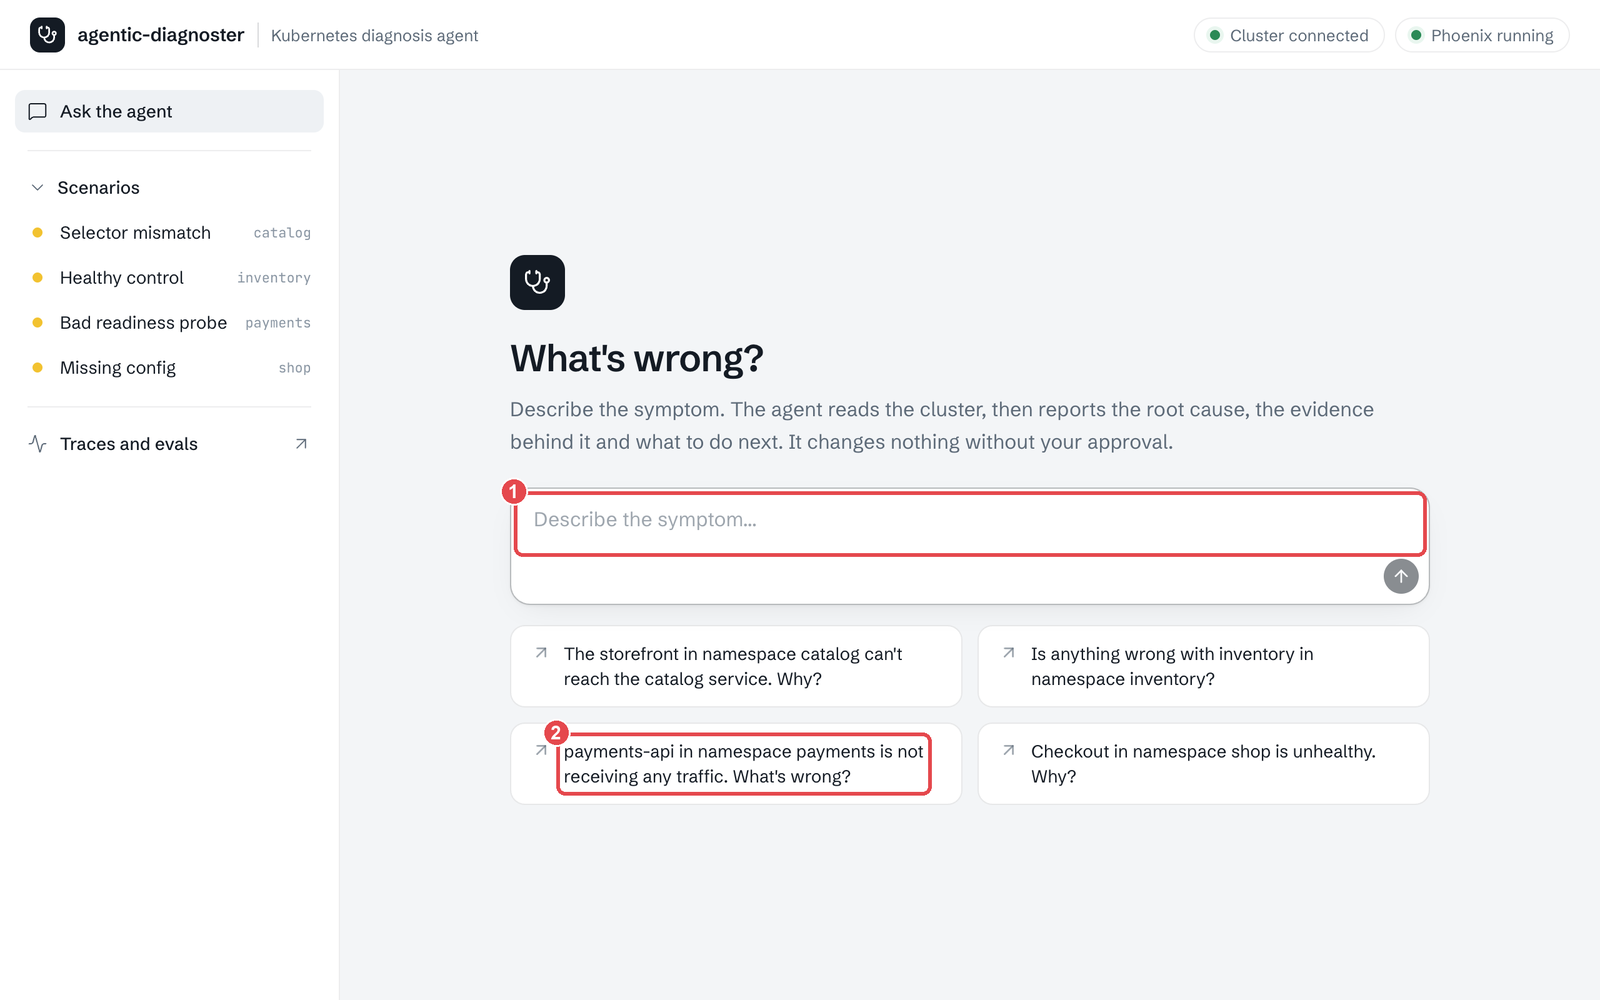 agentic-diagnoster
Kubernetes diagnosis agent
Cluster connected
Phoenix running
Ask the agent
Scenarios
Selector mismatch catalog
Healthy control inventory
Bad readiness probe payments
Missing config shop
Traces and evals
What's wrong?
Describe the symptom. The agent reads the cluster, then reports the root cause, the evidence
behind it and what to do next. It changes nothing without your approval.
1
Describe the symptom...
The storefront in namespace catalog can't
reach the catalog service. Why?
Is anything wrong with inventory in
namespace inventory?
2
payments-api in namespace payments is not
receiving any traffic. What's wrong?
Checkout in namespace shop is unhealthy.
Why?